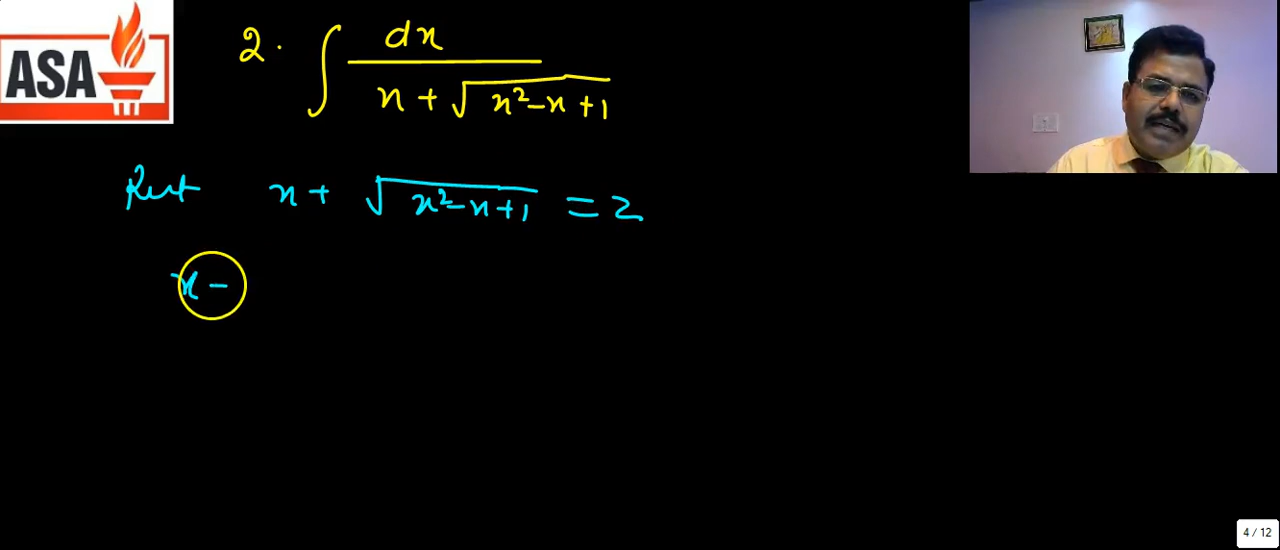 ASA
2. ∫ dx / (x + √(x²-x+1))
Put x + √(x²-x+1) = z
x -
4 / 12